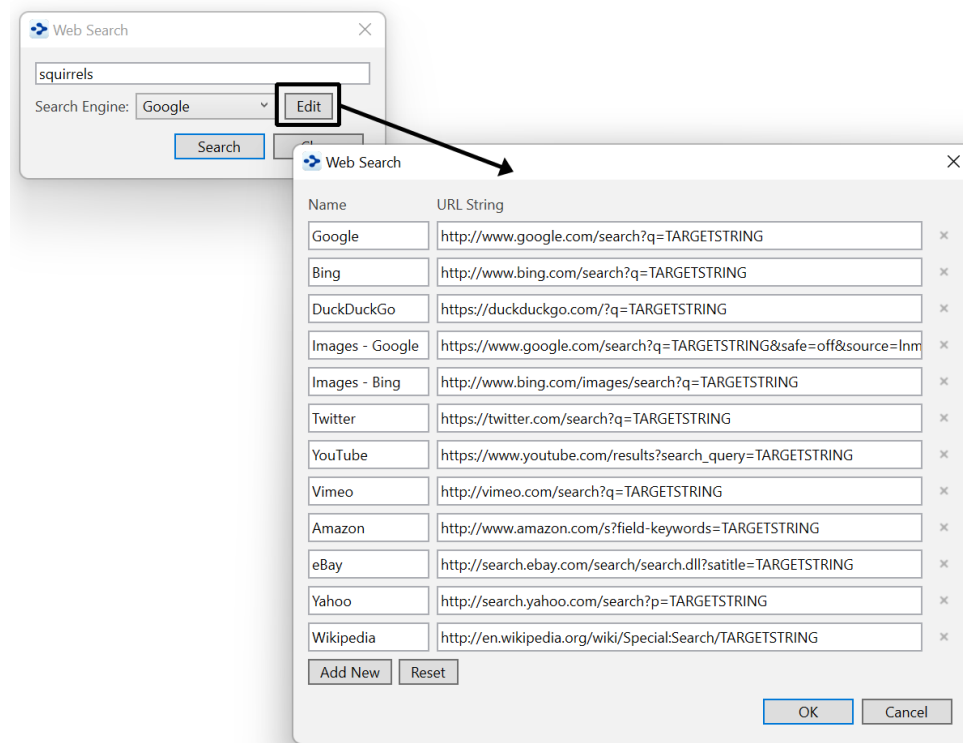 Web Search
squirrels
Search Engine: Google Edit
Search
Web Search
Name URL String
Google http://www.google.com/search?q=TARGETSTRING
Bing http://www.bing.com/search?q=TARGETSTRING
DuckDuckGo https://duckduckgo.com/?q=TARGETSTRING
Images - Google https://www.google.com/search?q=TARGETSTRING&safe=off&source=lnm
Images - Bing http://www.bing.com/images/search?q=TARGETSTRING
Twitter https://twitter.com/search?q=TARGETSTRING
YouTube https://www.youtube.com/results?search_query=TARGETSTRING
Vimeo http://vimeo.com/search?q=TARGETSTRING
Amazon http://www.amazon.com/s?field-keywords=TARGETSTRING
eBay http://search.ebay.com/search/search.dll?satitle=TARGETSTRING
Yahoo http://search.yahoo.com/search?p=TARGETSTRING
Wikipedia http://en.wikipedia.org/wiki/Special:Search/TARGETSTRING
Add New Reset
OK Cancel